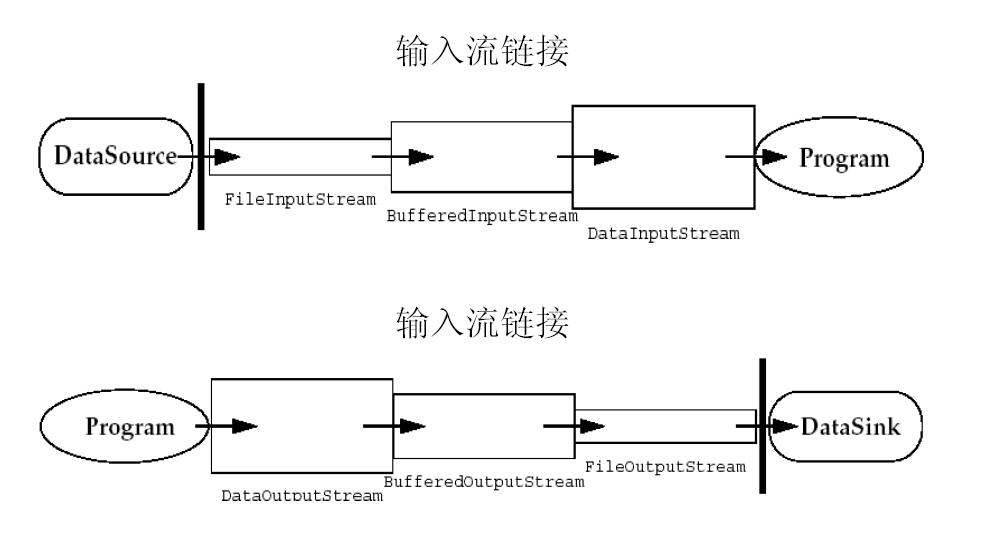 输入流链接
DataSource
Program
FileInputStream
BufferedInputStream
DataInputStream
输入流链接
Program
DataSink
FileOutputStream
BufferedOutputStream
DataOutputStream